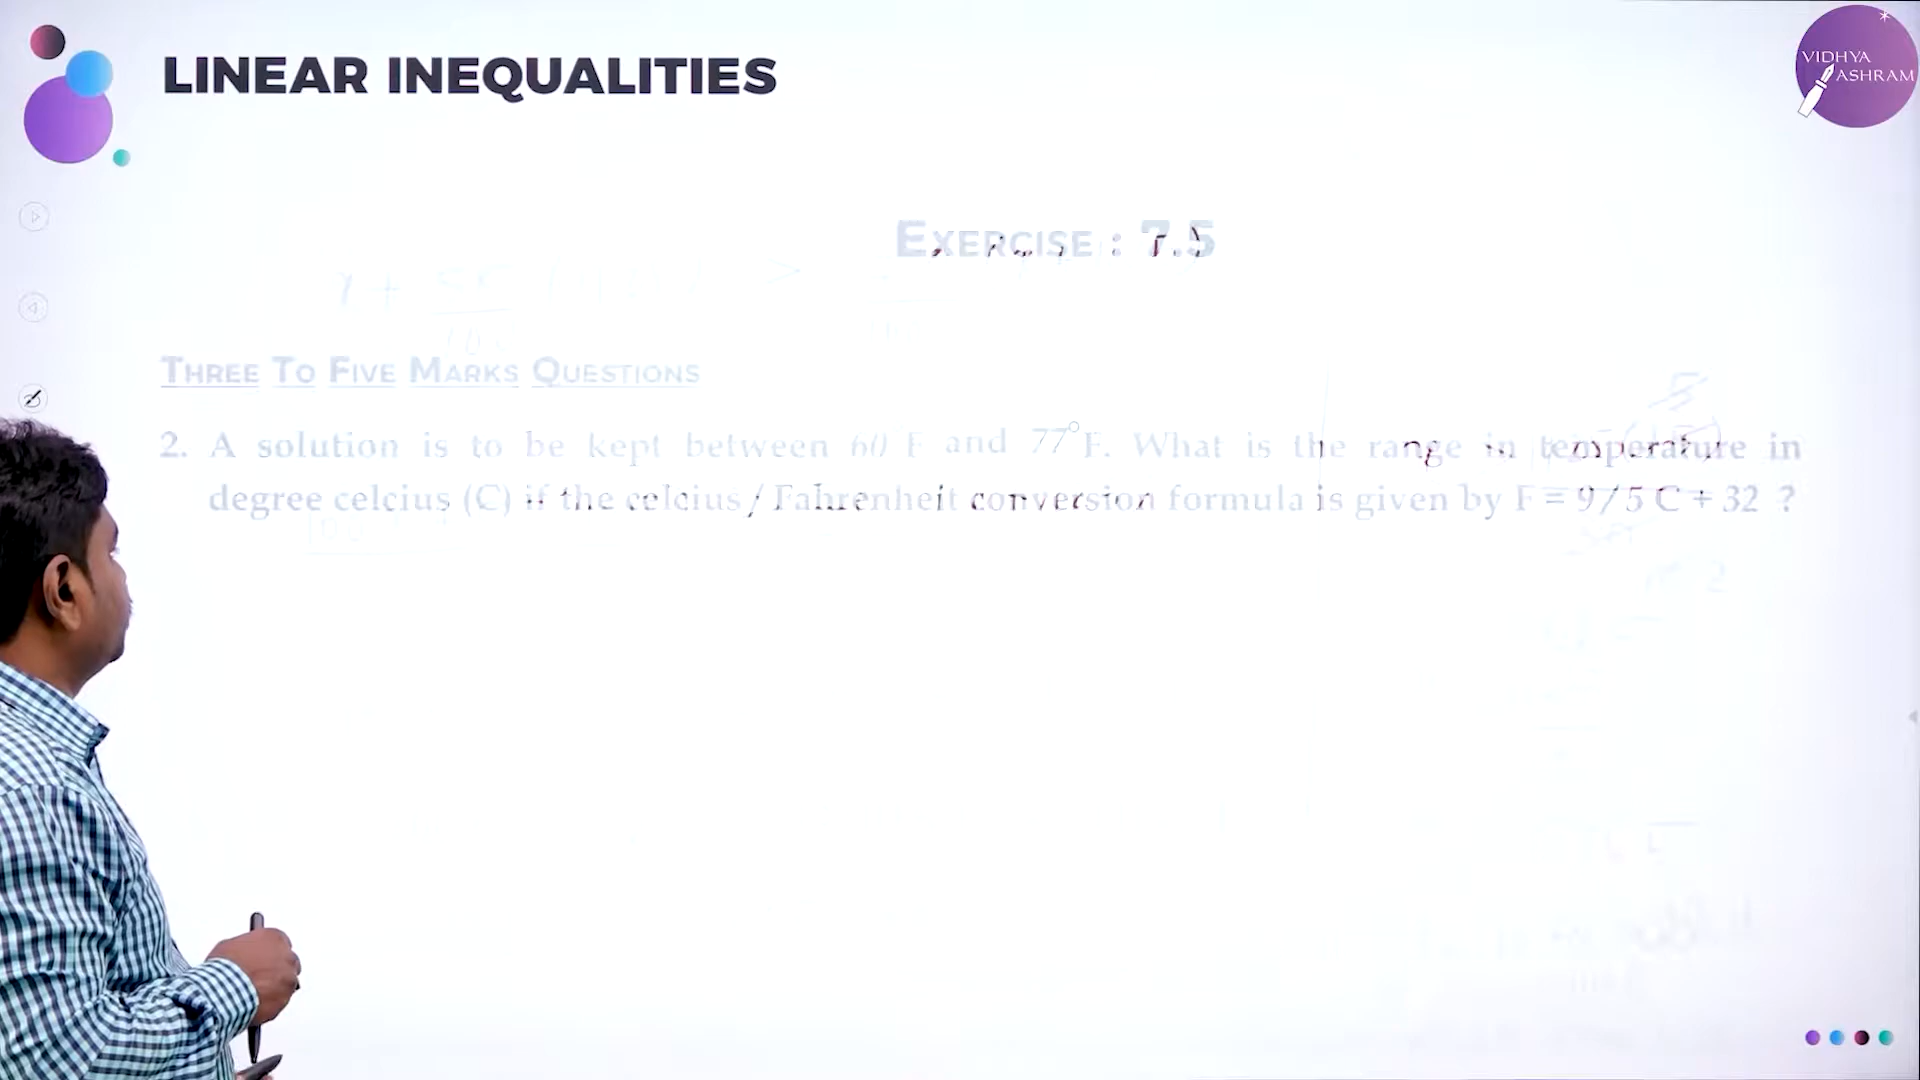 LINEAR INEQUALITIES
VIDHYA
ASHRAM
EXERCISE : 7.5
THREE TO FIVE MARKS QUESTIONS
2. A solution is to be kept between 60 F and 77°F. What is the range in temperature in
degree celcius (C) if the celcius / Fahrenheit conversion formula is given by F = 9/5 C + 32 ?